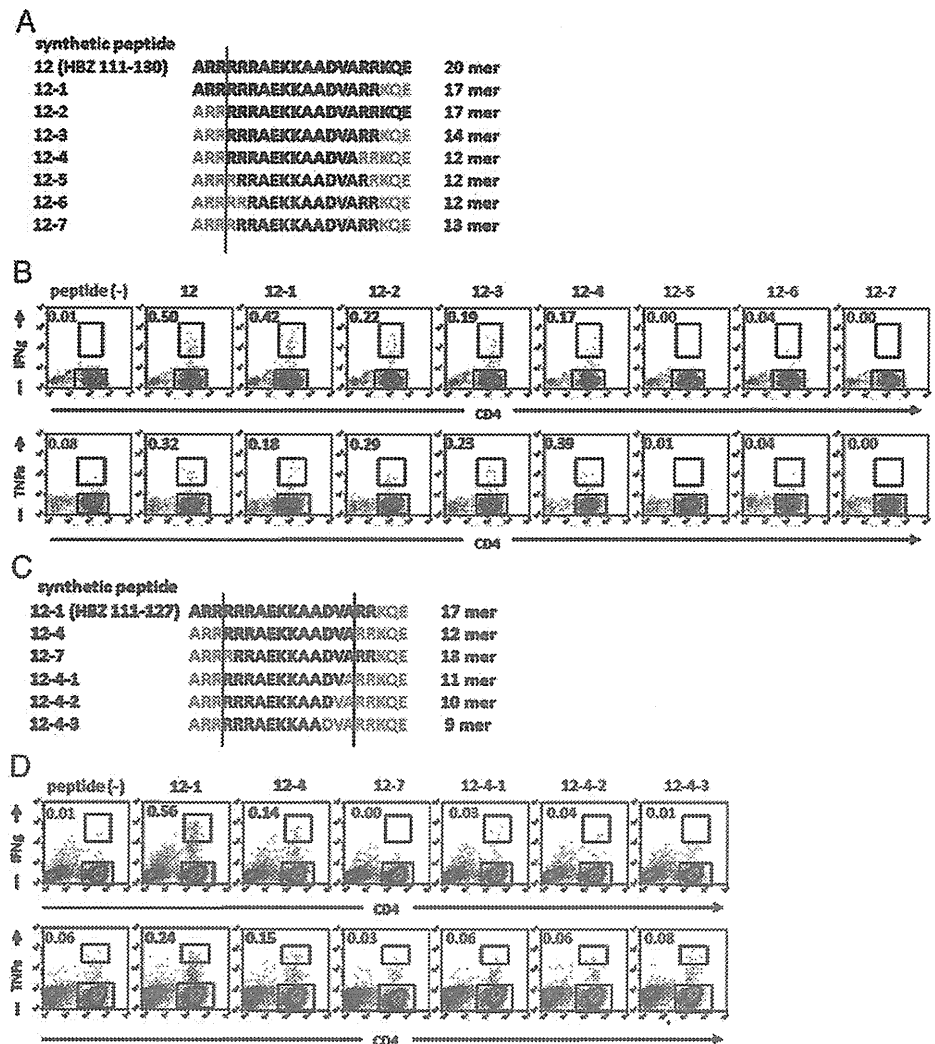 A
synthetic peptide
12 (HBZ 111-130) ARRRRRAEKKAADVARRKQE 20 mer
12-1 ARRRRRAEKKAADVARRKQE 17 mer
12-2 ARRRRRAEKKAADVARRKQE 17 mer
12-3 ARRRRRAEKKAADVARRKQE 14 mer
12-4 ARRRRRAEKKAADVARRKQE 12 mer
12-5 ARRRRRAEKKAADVARRKQE 12 mer
12-6 ARRRRRAEKKAADVARRKQE 12 mer
12-7 ARRRRRAEKKAADVARRKQE 13 mer
B
peptide (-) 12 12-1 12-2 12-3 12-4 12-5 12-6 12-7
IFNg
0.01 0.50 0.42 0.22 0.19 0.17 0.00 0.04 0.00
CD4
TNFa
0.08 0.32 0.18 0.29 0.23 0.39 0.01 0.04 0.00
CD4
C
synthetic peptide
12-1 (HBZ 111-127) ARRRRRAEKKAADVARRKQE 17 mer
12-4 ARRRRRAEKKAADVARRKQE 12 mer
12-7 ARRRRRAEKKAADVARRKQE 13 mer
12-4-1 ARRRRRAEKKAADVARRKQE 11 mer
12-4-2 ARRRRRAEKKAADVARRKQE 10 mer
12-4-3 ARRRRRAEKKAADVARRKQE 9 mer
D
peptide (-) 12-1 12-4 12-7 12-4-1 12-4-2 12-4-3
IFNg
0.01 0.56 0.14 0.00 0.03 0.04 0.01
CD4
TNFa
0.06 0.24 0.15 0.03 0.06 0.06 0.08
CD4